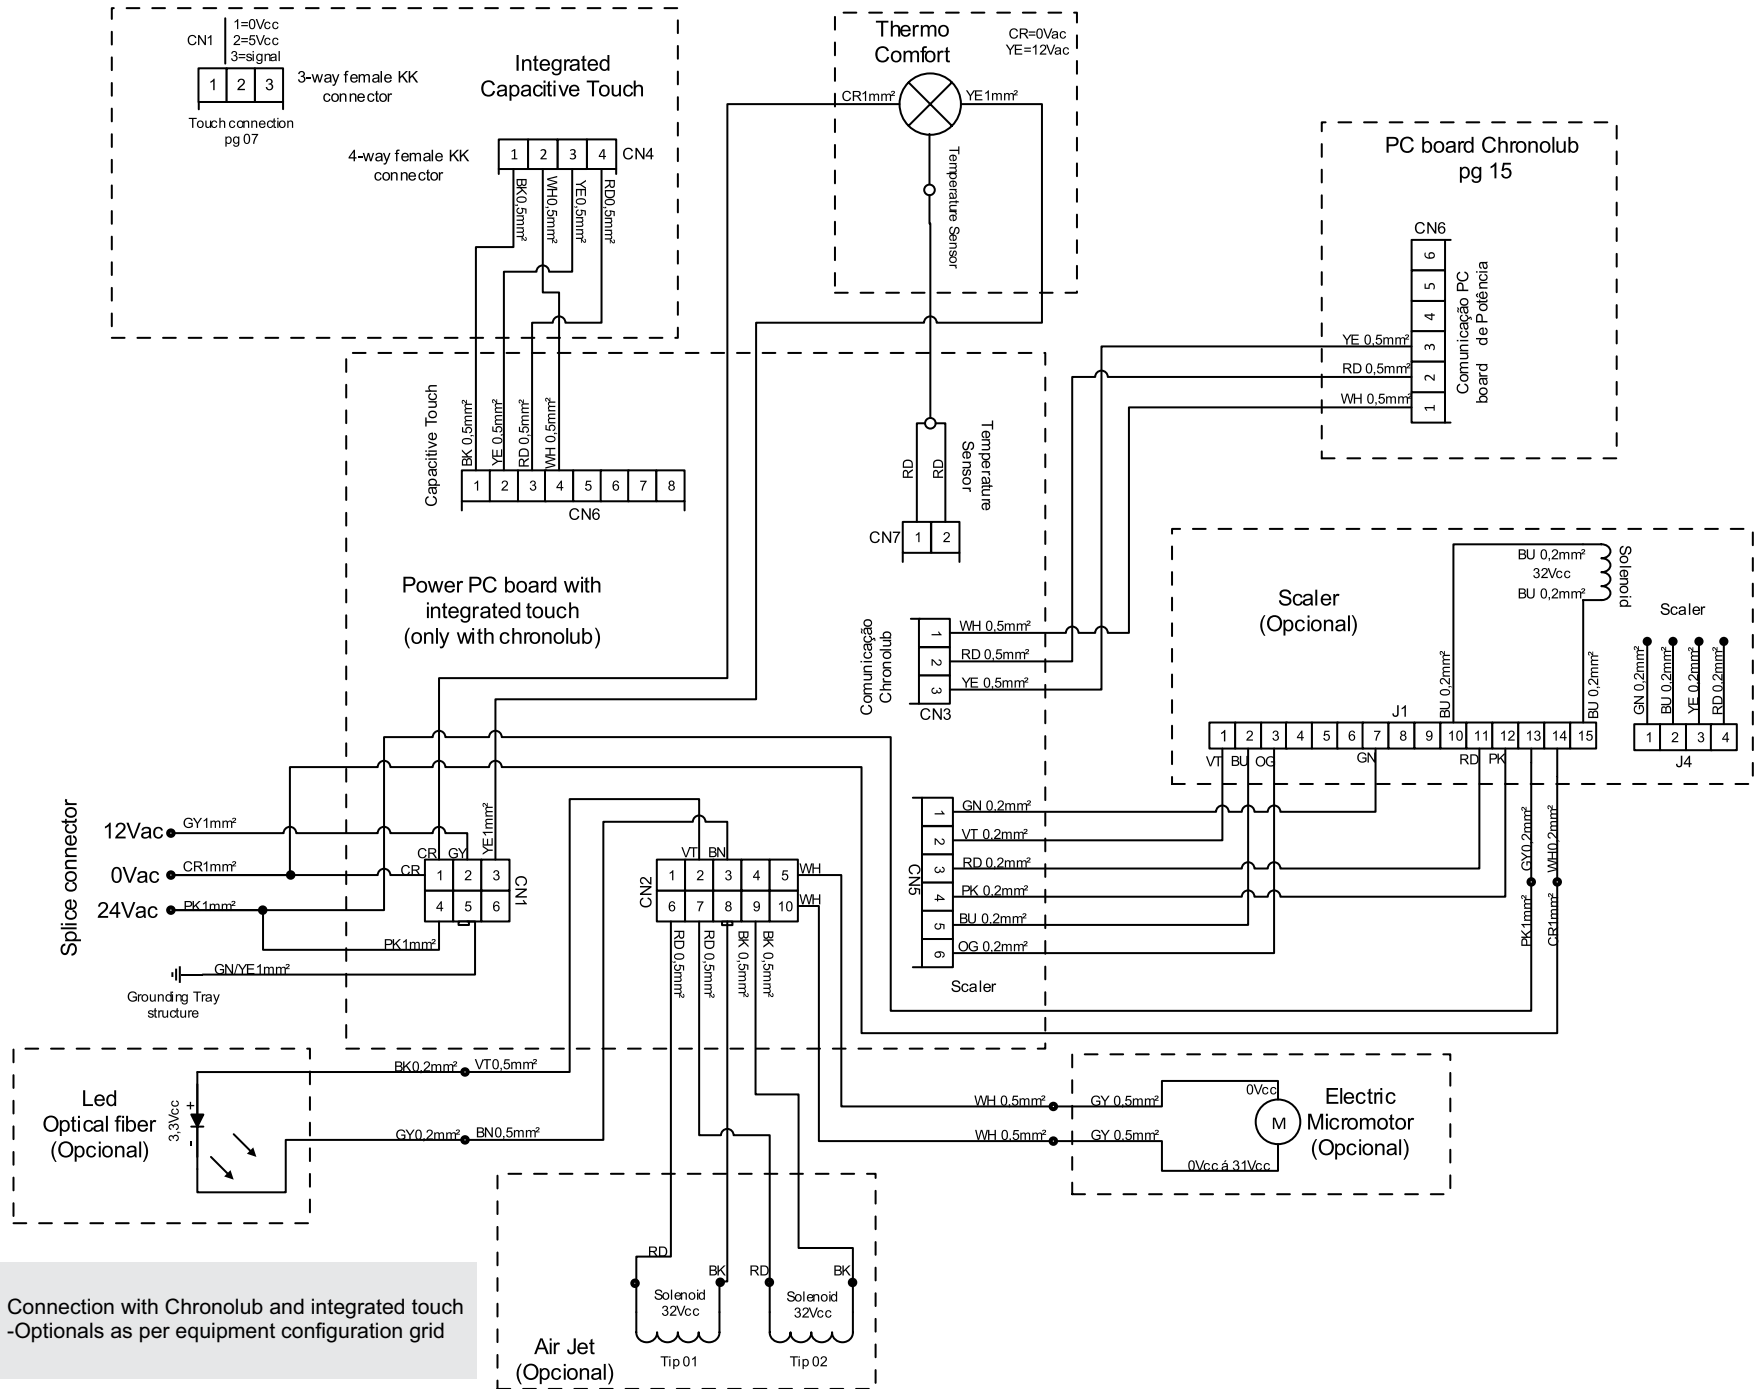 CN1
1=0Vcc
2=5Vcc
3=signal
1 2 3
3-way female KK
connector
Touch connection
pg 07
Integrated
Capacitive Touch
4-way female KK
connector
1 2 3 4
CN4
BK0,5mm²
WH0,5mm²
YE0,5mm²
RD0,5mm²
Thermo
Comfort
CR=0Vac
YE=12Vac
CR1mm²
YE1mm²
Temperature Sensor
PC board Chronolub
pg 15
CN6
6
5
4
3
2
1
Comunicação PC
board de Potência
YE 0,5mm²
RD 0,5mm²
WH 0,5mm²
Capacitive Touch
BK 0,5mm²
YE 0,5mm²
RD 0,5mm²
WH 0,5mm²
1 2 3 4 5 6 7 8
CN6
RD
RD
Temperature
Sensor
CN7
1 2
Power PC board with
integrated touch
(only with chronolub)
Comunicação
Chronolub
1
2
3
CN3
WH 0,5mm²
RD 0,5mm²
YE 0,5mm²
Scaler
(Opcional)
BU 0,2mm²
32Vcc
BU 0,2mm²
Solenoid
BU 0,2mm²
BU 0,2mm²
Scaler
GN 0,2mm²
BU 0,2mm²
YE 0,2mm²
RD 0,2mm²
J1
1 2 3 4 5 6 7 8 9 10 11 12 13 14 15
1 2 3 4
J4
VT
BU
OG
GN
RD
PK
GY0,2mm²
WH0,2mm²
PK1mm²
CR1mm²
Splice connector
12Vac
GY1mm²
0Vac
CR1mm²
24Vac
PK1mm²
PK1mm²
GN/YE1mm²
Grounding Tray
structure
CR
GY
YE1mm²
CR
1 2 3
4 5 6
CN1
VT
BN
CN2
1 2 3 4 5
6 7 8 9 10
WH
WH
RD 0,5mm²
RD 0,5mm²
BK 0,5mm²
BK 0,5mm²
CN5
1
2
3
4
5
6
GN 0,2mm²
VT 0,2mm²
RD 0,2mm²
PK 0,2mm²
BU 0,2mm²
OG 0,2mm²
Scaler
Led
Optical fiber
(Opcional)
3,3Vcc
+
-
BK0,2mm²
VT0,5mm²
GY0,2mm²
BN0,5mm²
WH 0,5mm²
GY 0,5mm²
WH 0,5mm²
GY 0,5mm²
0Vcc
M
0Vcc á 31Vcc
Electric
Micromotor
(Opcional)
RD
BK
RD
BK
Solenoid
32Vcc
Solenoid
32Vcc
Tip 01
Tip 02
Air Jet
(Opcional)
Connection with Chronolub and integrated touch
-Optionals as per equipment configuration grid